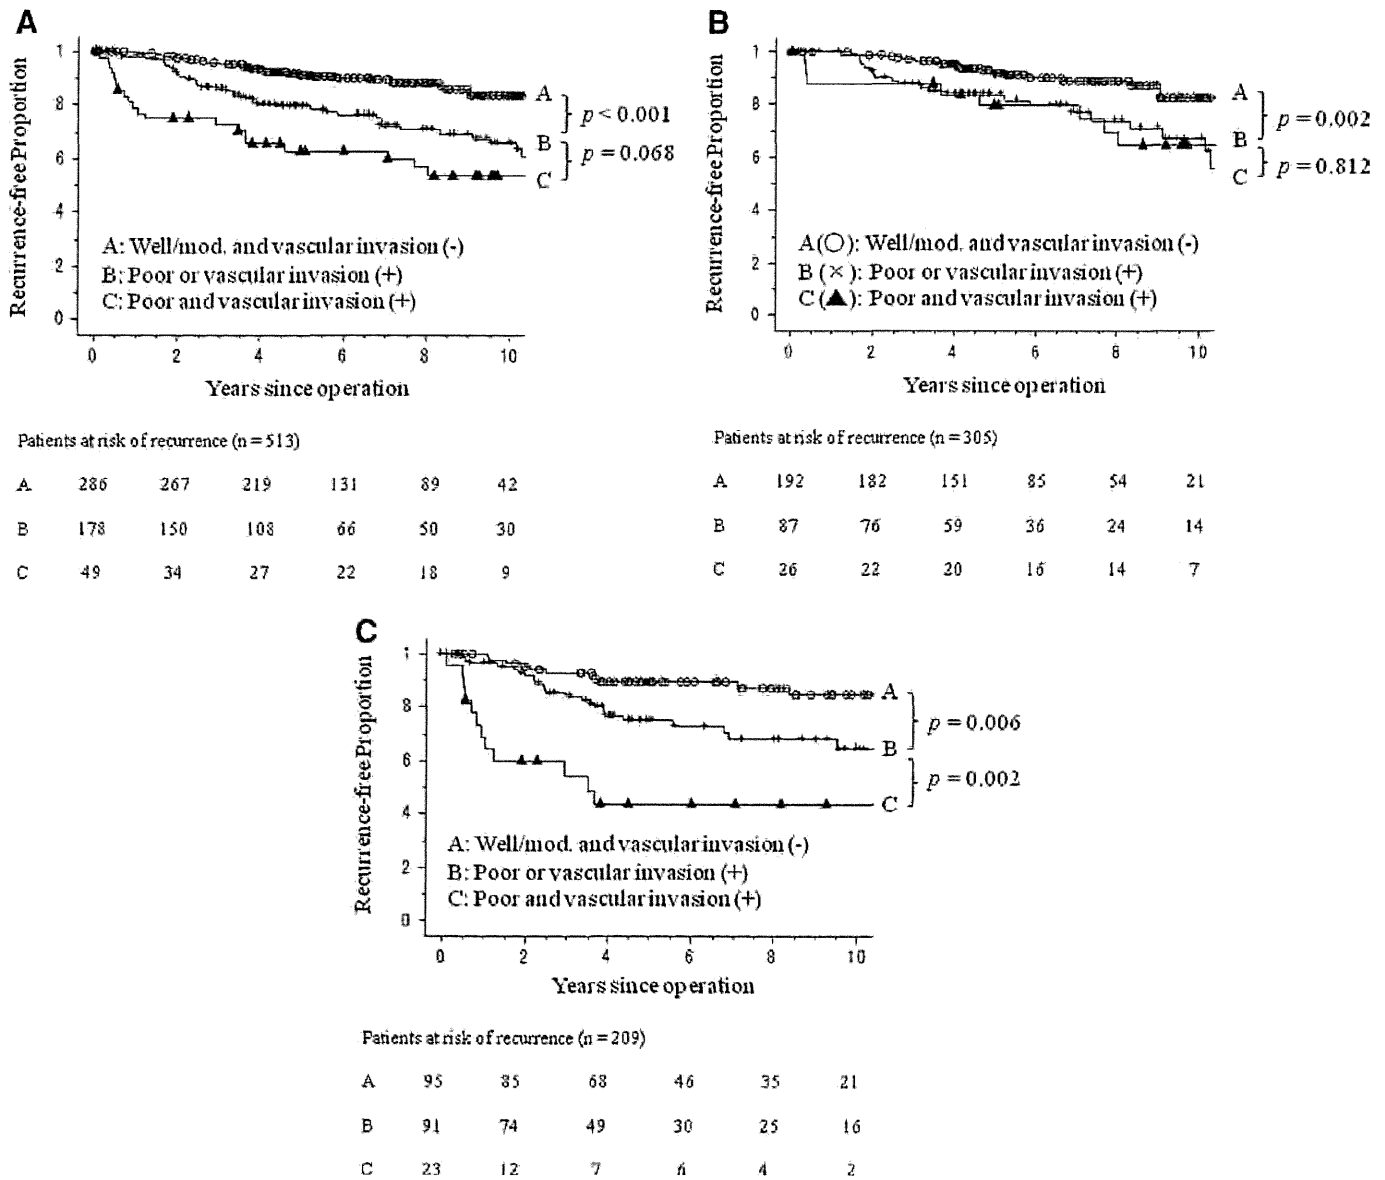 A
Recurrence-free Proportion
1
8
6
4
2
0
0 2 4 6 8 10
Years since operation
A
B
C
p < 0.001
p = 0.068
A: Well/mod. and vascular invasion (-)
B: Poor or vascular invasion (+)
C: Poor and vascular invasion (+)
Patients at risk of recurrence (n = 513)
A 286 267 219 131 89 42
B 178 150 108 66 50 30
C 49 34 27 22 18 9
B
Recurrence-free Proportion
1
8
6
4
2
0
0 2 4 6 8 10
Years since operation
A
B
C
p = 0.002
p = 0.812
A (○): Well/mod. and vascular invasion (-)
B (×): Poor or vascular invasion (+)
C (▲): Poor and vascular invasion (+)
Patients at risk of recurrence (n = 305)
A 192 182 151 85 54 21
B 87 76 59 36 24 14
C 26 22 20 16 14 7
C
Recurrence-free Proportion
1
8
6
4
2
0
0 2 4 6 8 10
Years since operation
A
B
C
p = 0.006
p = 0.002
A: Well/mod. and vascular invasion (-)
B: Poor or vascular invasion (+)
C: Poor and vascular invasion (+)
Patients at risk of recurrence (n = 209)
A 95 85 68 46 35 21
B 91 74 49 30 25 16
C 23 12 7 6 4 2